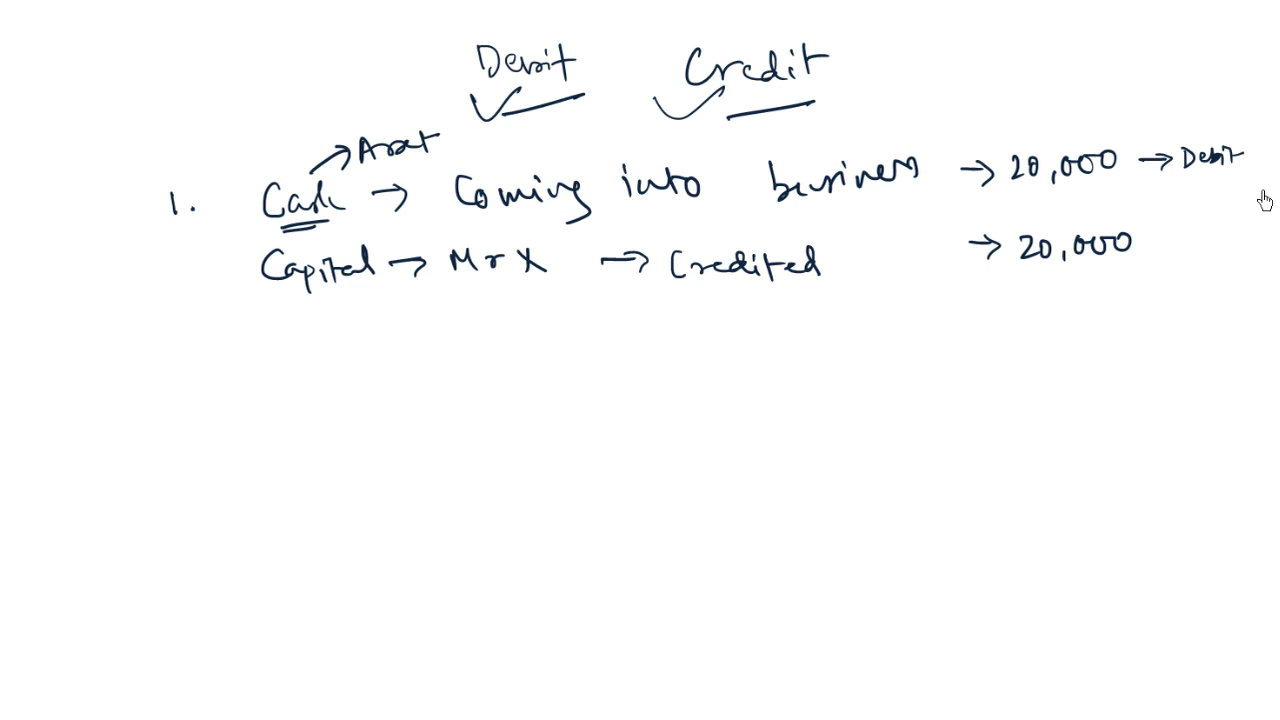 Debit Credit
Asset
1. Cash → Coming into business → 20,000 → Debit
Capital → Mr X → Credited → 20,000